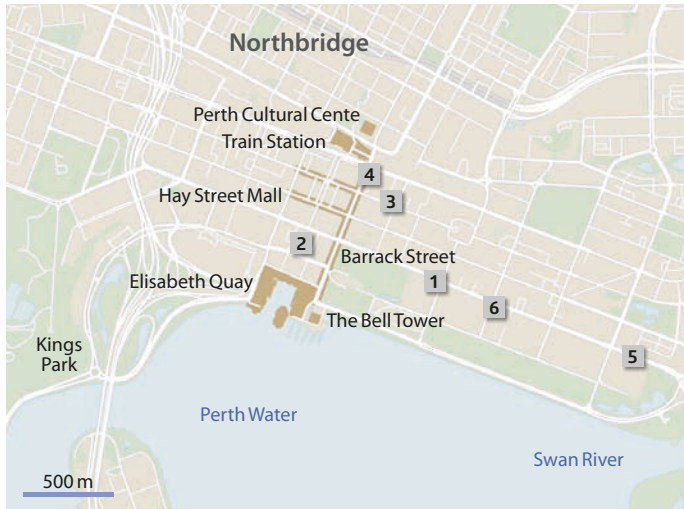 Northbridge
Perth Cultural Cente
Train Station
4
Hay Street Mall
3
2
Barrack Street
Elisabeth Quay
1
6
The Bell Tower
Kings
Park
5
Perth Water
Swan River
500 m